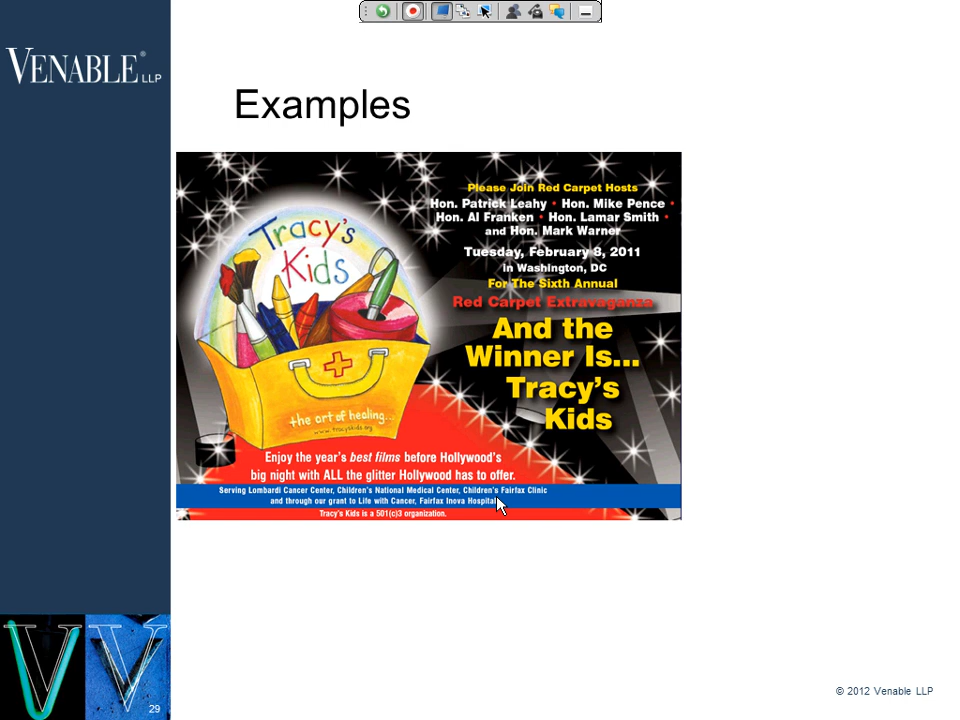 VENABLE® LLP
Examples
Please Join Red Carpet Hosts
Hon. Patrick Leahy • Hon. Mike Pence •
Hon. Al Franken • Hon. Lamar Smith •
and Hon. Mark Warner
Tuesday, February 8, 2011
in Washington, DC
For The Sixth Annual
Red Carpet Extravaganza
And the
Winner Is...
Tracy's
Kids
Tracy's
Kids
the art of healing...
www.tracyskids.org
Enjoy the year's best films before Hollywood's
big night with ALL the glitter Hollywood has to offer.
Serving Lombardi Cancer Center, Children's National Medical Center, Children's Fairfax Clinic
and through our grant to Life with Cancer, Fairfax Inova Hospital
Tracy's Kids is a 501(c)3 organization.
VV
29
© 2012 Venable LLP